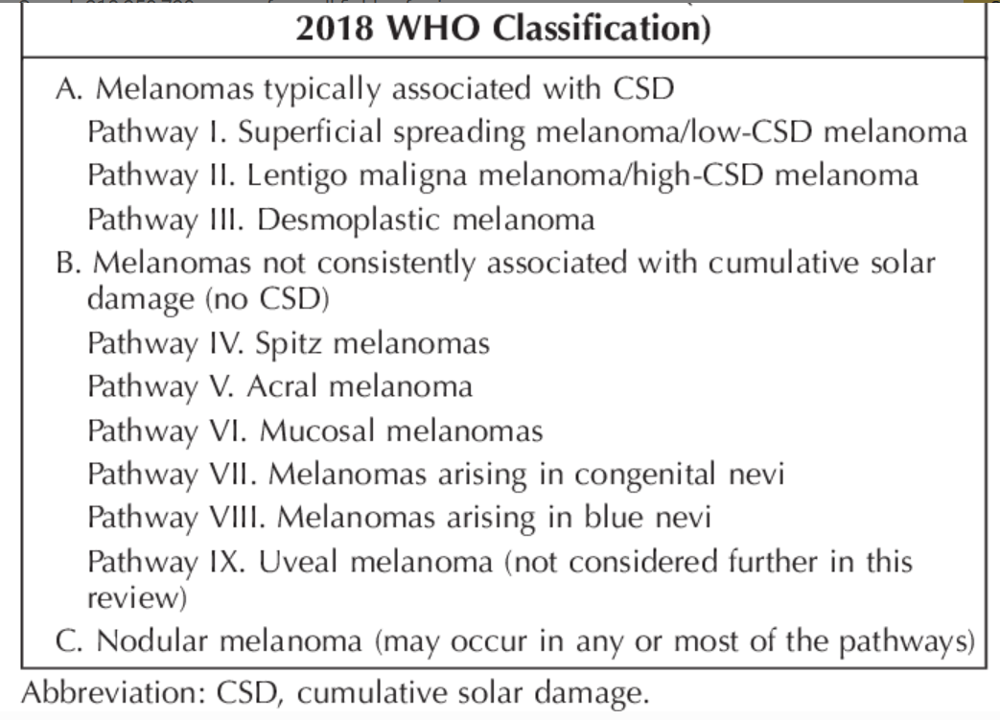 2018 WHO Classification)
A. Melanomas typically associated with CSD
Pathway I. Superficial spreading melanoma/low-CSD melanoma
Pathway II. Lentigo maligna melanoma/high-CSD melanoma
Pathway III. Desmoplastic melanoma
B. Melanomas not consistently associated with cumulative solar
damage (no CSD)
Pathway IV. Spitz melanomas
Pathway V. Acral melanoma
Pathway VI. Mucosal melanomas
Pathway VII. Melanomas arising in congenital nevi
Pathway VIII. Melanomas arising in blue nevi
Pathway IX. Uveal melanoma (not considered further in this
review)
C. Nodular melanoma (may occur in any or most of the pathways)
Abbreviation: CSD, cumulative solar damage.